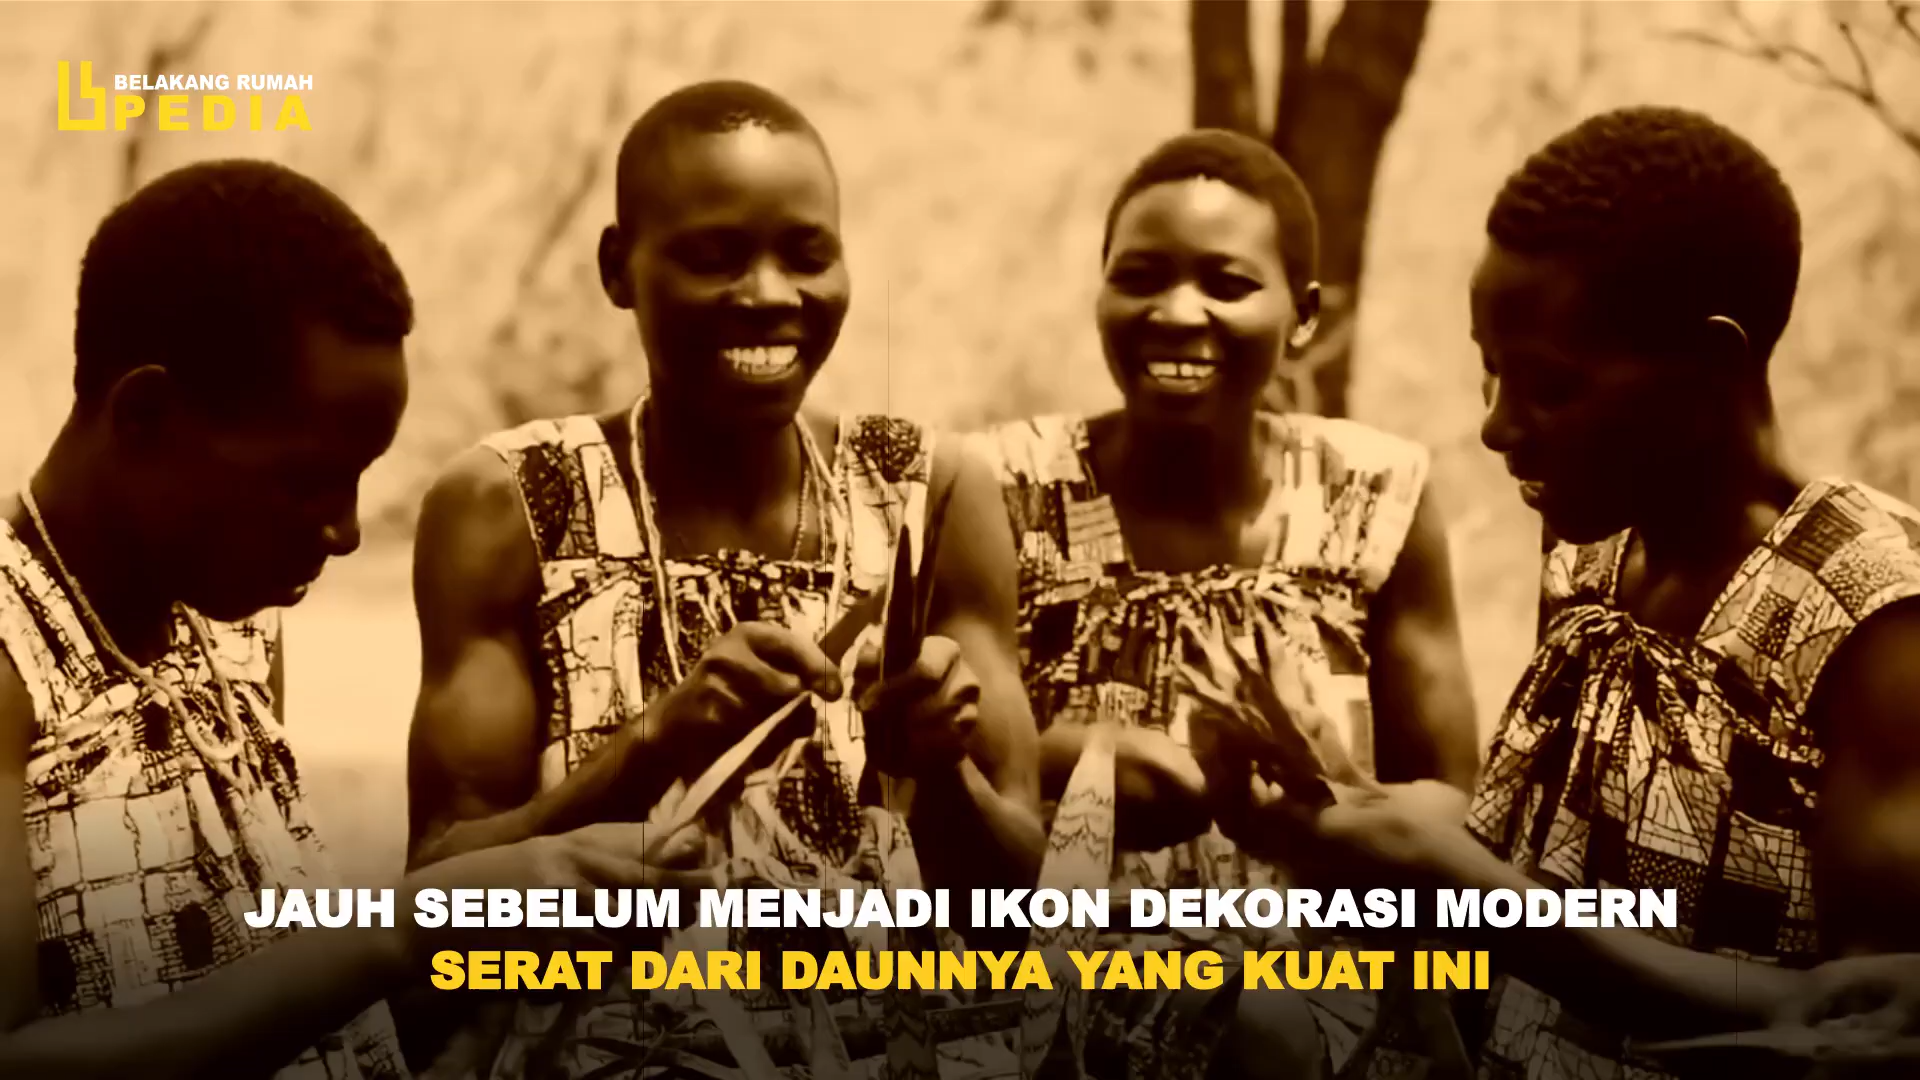 BELAKANG RUMAH
PEDIA
JAUH SEBELUM MENJADI IKON DEKORASI MODERN
SERAT DARI DAUNNYA YANG KUAT INI